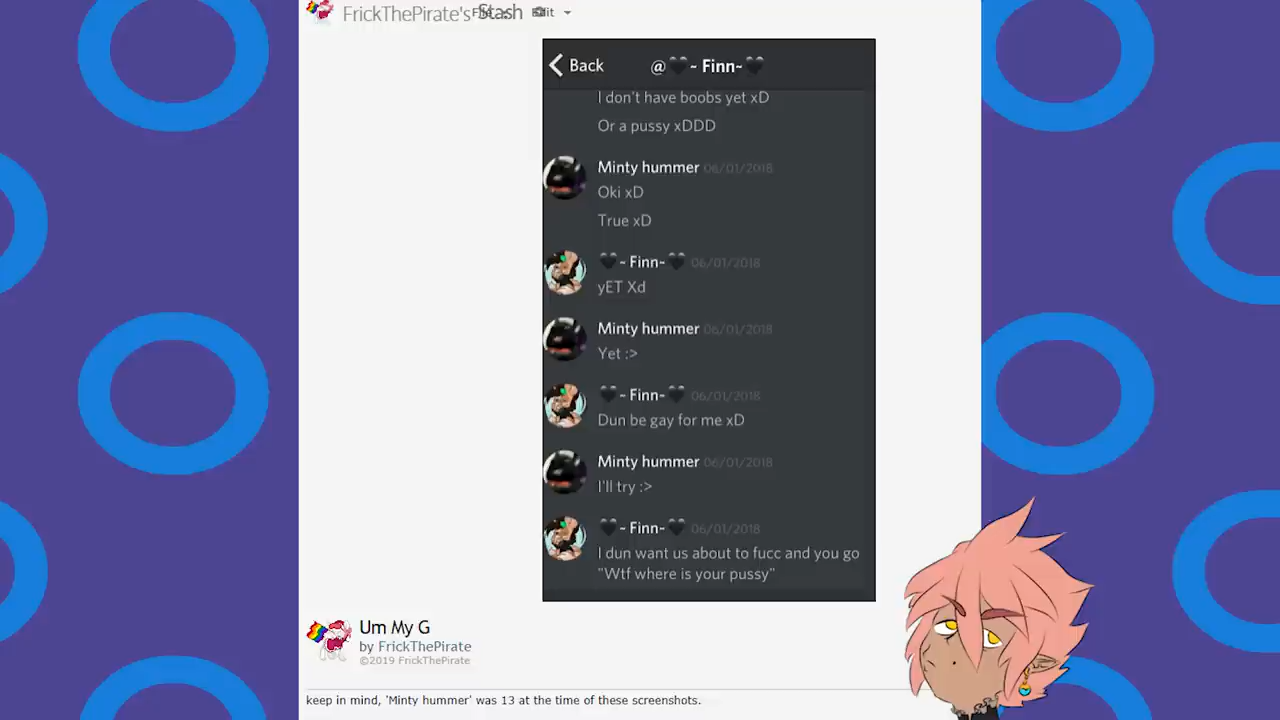 FrickThePirate's Stash Edit
Back @🖤~ Finn~🖤
I don't have boobs yet xD
Or a pussy xDDD
Minty hummer 06/01/2018
Oki xD
True xD
🖤~ Finn~🖤 06/01/2018
yET Xd
Minty hummer 06/01/2018
Yet :>
🖤~ Finn~🖤 06/01/2018
Dun be gay for me xD
Minty hummer 06/01/2018
I'll try :>
🖤~ Finn~🖤 06/01/2018
I dun want us about to fucc and you go
"Wtf where is your pussy"
Um My G
by FrickThePirate
©2019 FrickThePirate
keep in mind, 'Minty hummer' was 13 at the time of these screenshots.